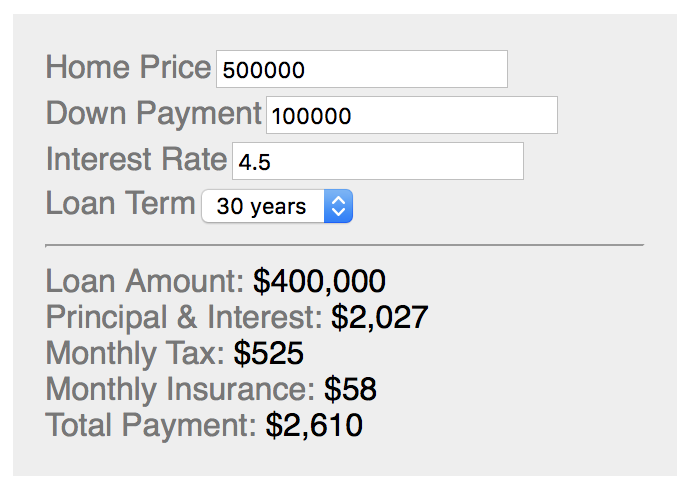 Home Price 500000
Down Payment 100000
Interest Rate 4.5
Loan Term 30 years
Loan Amount: $400,000
Principal & Interest: $2,027
Monthly Tax: $525
Monthly Insurance: $58
Total Payment: $2,610